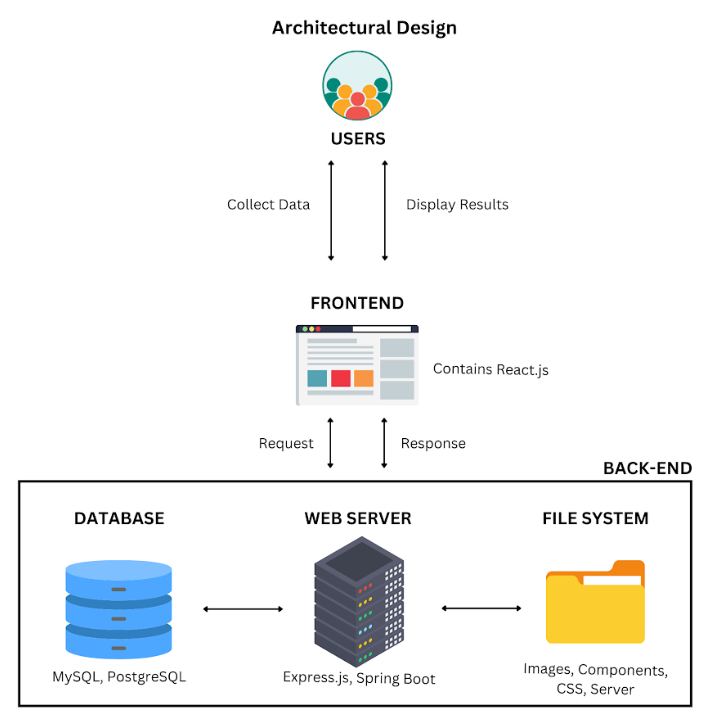 Architectural Design
USERS
Collect Data
Display Results
FRONTEND
Contains React.js
Request
Response
BACK-END
DATABASE
WEB SERVER
FILE SYSTEM
MySQL, PostgreSQL
Express.js, Spring Boot
Images, Components,
CSS, Server